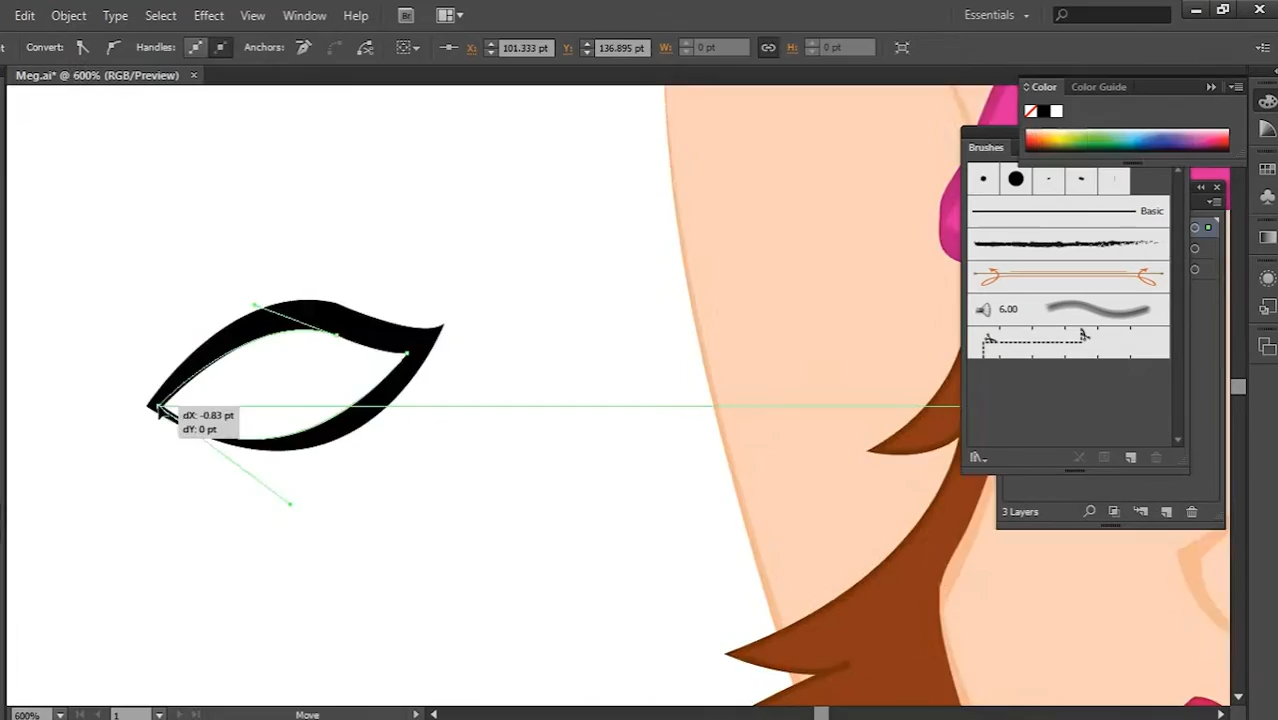 Edit Object Type Select Effect View Window Help Br Essentials
Convert: Handles: Anchors: X: 101.333 pt Y: 136.895 pt W: 0 pt H: 0 pt
Meg.ai* @ 600% (RGB/Preview) ×
Color Color Guide
Brushes
Basic
6.00
dX: -0.83 pt
dY: 0 pt
3 Layers
600% 1 Move